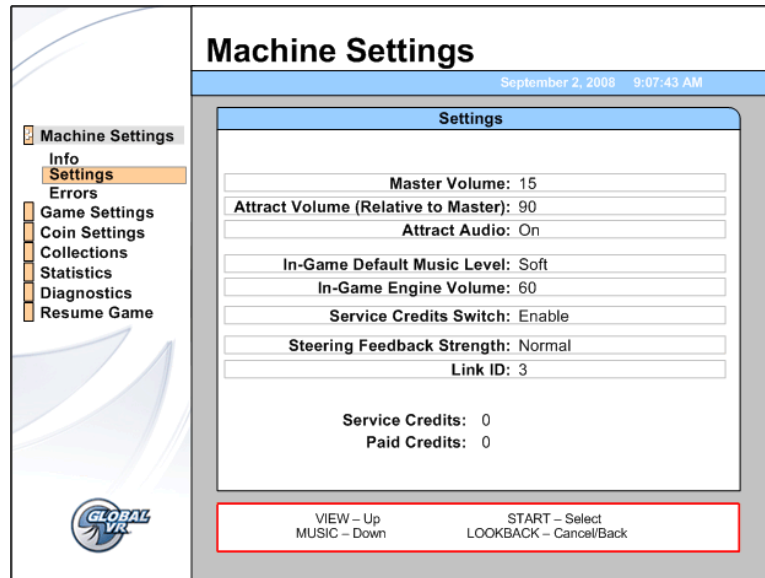 Machine Settings
September 2, 2008 9:07:43 AM
Machine Settings
Info
Settings
Errors
Game Settings
Coin Settings
Collections
Statistics
Diagnostics
Resume Game
Settings
Master Volume: 15
Attract Volume (Relative to Master): 90
Attract Audio: On
In-Game Default Music Level: Soft
In-Game Engine Volume: 60
Service Credits Switch: Enable
Steering Feedback Strength: Normal
Link ID: 3
Service Credits: 0
Paid Credits: 0
GLOBAL
VR
VIEW – Up START – Select
MUSIC – Down LOOKBACK – Cancel/Back